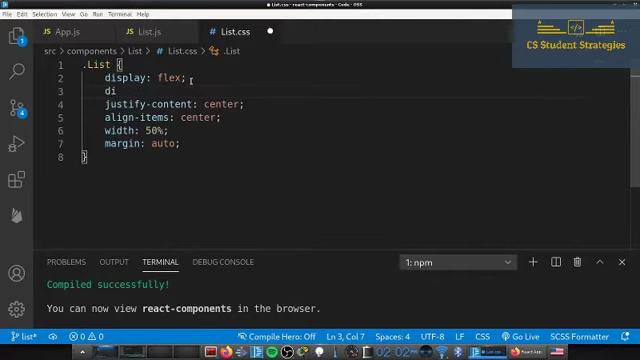 List.css - react-components - Code - OSS
File Edit Selection View Go Debug Run Terminal Help
App.js List.js List.css
CS Student Strategies
src > components > List > List.css > .List
1 .List {
2 display: flex;
3 di
4 justify-content: center;
5 align-items: center;
6 width: 50%;
7 margin: auto;
8 }
PROBLEMS OUTPUT TERMINAL DEBUG CONSOLE 1: npm
Compiled successfully!
You can now view react-components in the browser.
list* 0 0 Compile Hero: Off Ln 3, Col 7 Spaces: 4 UTF-8 LF CSS Go Live Prettier